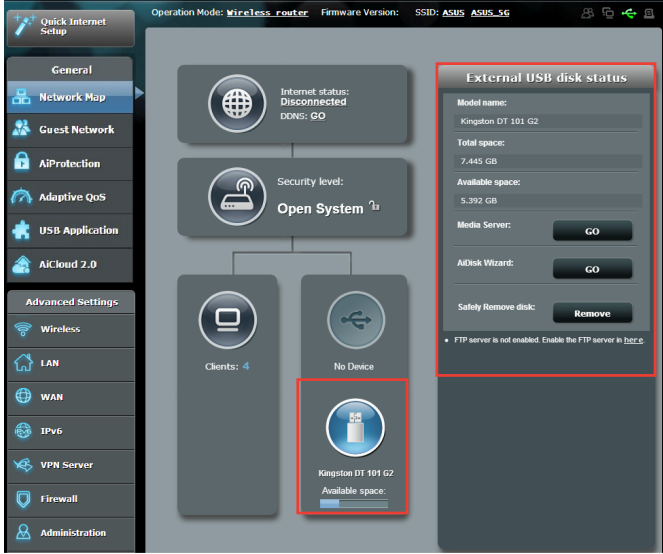 Quick Internet
Setup
Operation Mode: Wireless router Firmware Version: SSID: ASUS ASUS_5G
General
Network Map
Guest Network
AiProtection
Adaptive QoS
USB Application
AiCloud 2.0
Advanced Settings
Wireless
LAN
WAN
IPv6
IPv6
VPN Server
Firewall
Administration
Internet status:
Disconnected
DDNS: GO
Security level:
Open System
Clients: 4
No Device
Kingston DT 101 G2
Available space:
External USB disk status
Model name:
Kingston DT 101 G2
Total space:
7.445 GB
Available space:
5.392 GB
Media Server: GO
AiDisk Wizard: GO
Safely Remove disk: Remove
• FTP server is not enabled. Enable the FTP server in here.